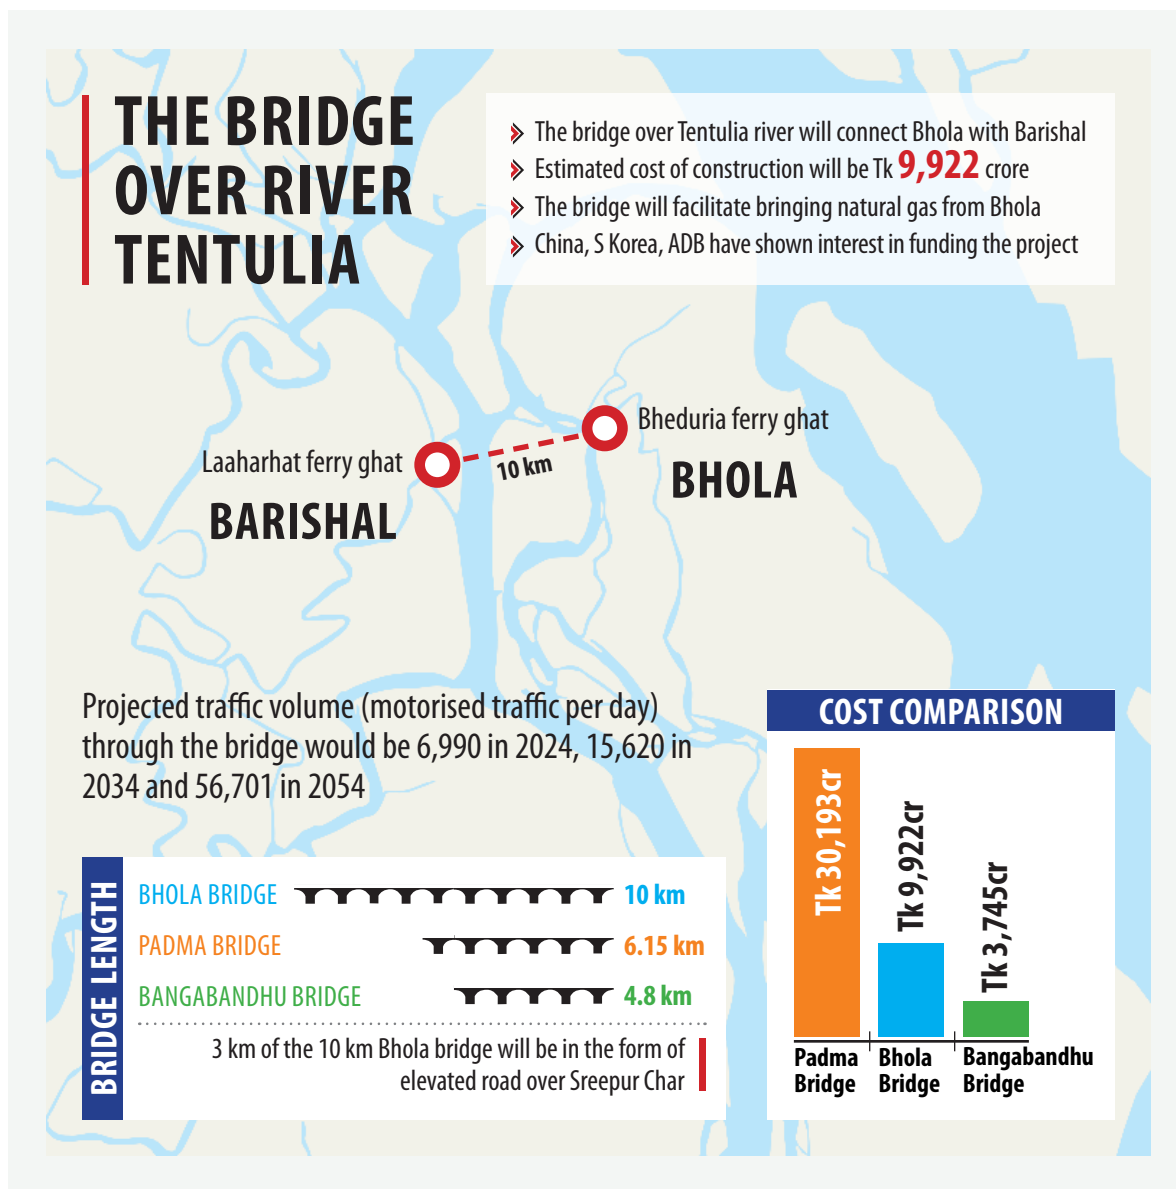 THE BRIDGE
OVER RIVER
TENTULIA
The bridge over Tentulia river will connect Bhola with Barishal
Estimated cost of construction will be Tk 9,922 crore
The bridge will facilitate bringing natural gas from Bhola
China, S Korea, ADB have shown interest in funding the project
Bheduria ferry ghat
BHOLA
Laaharhat ferry ghat
BARISHAL
10 km
Projected traffic volume (motorised traffic per day)
through the bridge would be 6,990 in 2024, 15,620 in
2034 and 56,701 in 2054
BRIDGE LENGTH
BHOLA BRIDGE 10 km
PADMA BRIDGE 6.15 km
BANGABANDHU BRIDGE 4.8 km
3 km of the 10 km Bhola bridge will be in the form of
elevated road over Sreepur Char
COST COMPARISON
Tk 30,193cr
Tk 9,922cr
Tk 3,745cr
Padma
Bridge
Bhola
Bridge
Bangabandhu
Bridge